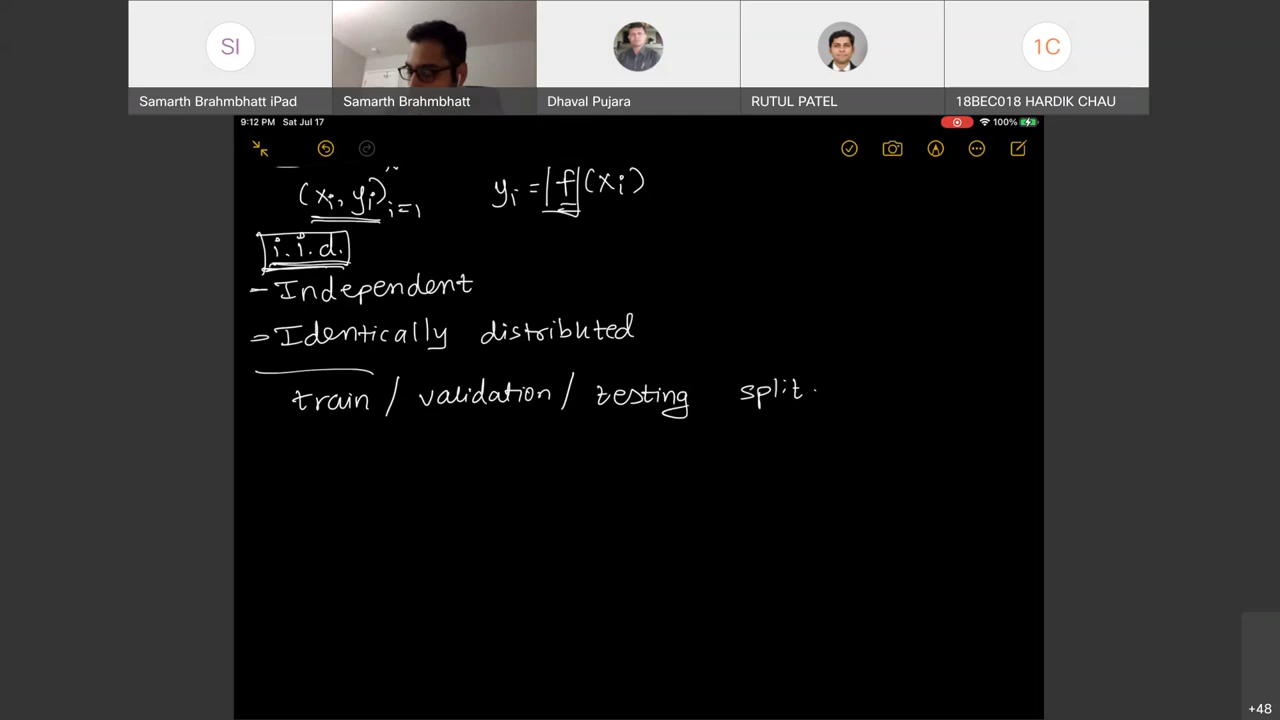 SI
1C
Samarth Brahmbhatt iPad
Samarth Brahmbhatt
Dhaval Pujara
RUTUL PATEL
18BEC018 HARDIK CHAU
9:12 PM Sat Jul 17
100%
(xi, yi) i=1
yi = |f|(xi)
i.i.d.
- Independent
- Identically distributed
train / validation / testing split.
+48